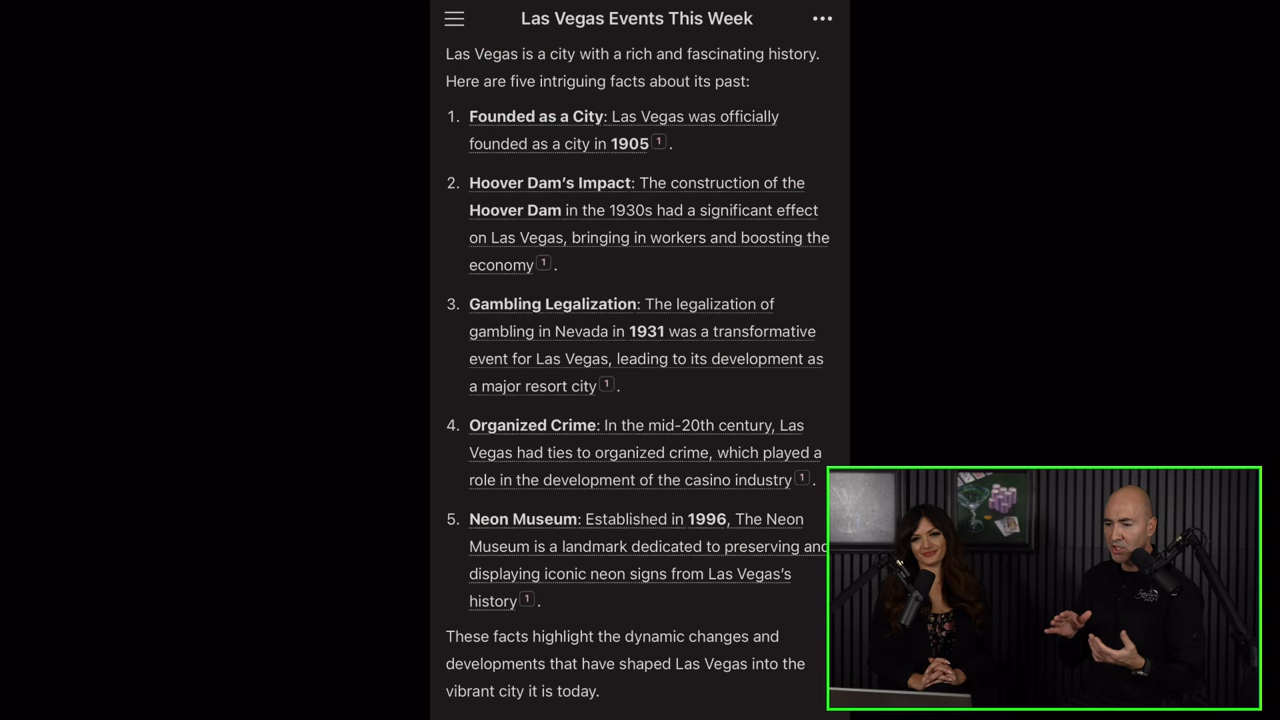 Las Vegas Events This Week
Las Vegas is a city with a rich and fascinating history.
Here are five intriguing facts about its past:
1. Founded as a City: Las Vegas was officially
founded as a city in 1905 1 .
2. Hoover Dam’s Impact: The construction of the
Hoover Dam in the 1930s had a significant effect
on Las Vegas, bringing in workers and boosting the
economy 1 .
3. Gambling Legalization: The legalization of
gambling in Nevada in 1931 was a transformative
event for Las Vegas, leading to its development as
a major resort city 1 .
4. Organized Crime: In the mid-20th century, Las
Vegas had ties to organized crime, which played a
role in the development of the casino industry 1 .
5. Neon Museum: Established in 1996, The Neon
Museum is a landmark dedicated to preserving and
displaying iconic neon signs from Las Vegas’s
history 1 .
These facts highlight the dynamic changes and
developments that have shaped Las Vegas into the
vibrant city it is today.